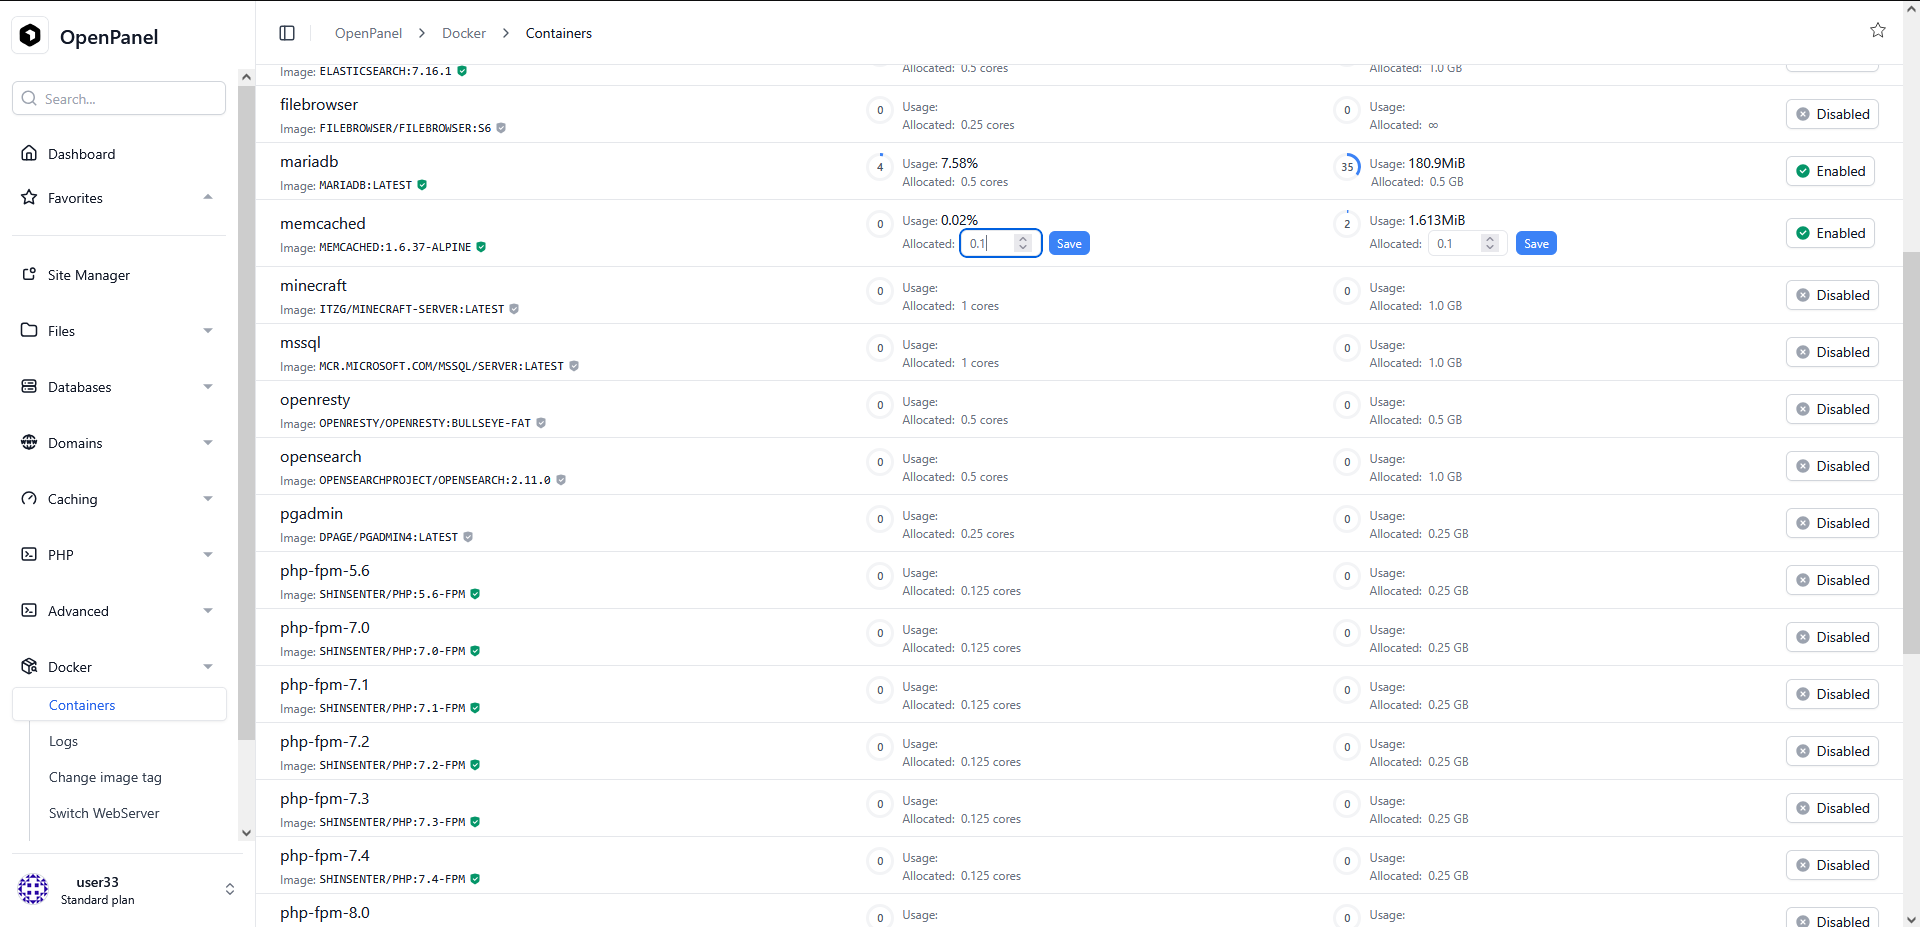 OpenPanel
Search...
Dashboard
Favorites
Site Manager
Files
Databases
Domains
Caching
PHP
Advanced
Docker
Containers
Logs
Change image tag
Switch WebServer
user33
Standard plan
OpenPanel > Docker > Containers
Image: ELASTICSEARCH:7.16.1
Allocated: 0.5 cores
Allocated: 1.0 GB
filebrowser
Image: FILEBROWSER/FILEBROWSER:S6
0
Usage:
Allocated: 0.25 cores
0
Usage:
Allocated: ∞
Disabled
mariadb
Image: MARIADB:LATEST
4
Usage: 7.58%
Allocated: 0.5 cores
35
Usage: 180.9MiB
Allocated: 0.5 GB
Enabled
memcached
Image: MEMCACHED:1.6.37-ALPINE
0
Usage: 0.02%
Allocated: 0.1 Save
2
Usage: 1.613MiB
Allocated: 0.1 Save
Enabled
minecraft
Image: ITZG/MINECRAFT-SERVER:LATEST
0
Usage:
Allocated: 1 cores
0
Usage:
Allocated: 1.0 GB
Disabled
mssql
Image: MCR.MICROSOFT.COM/MSSQL/SERVER:LATEST
0
Usage:
Allocated: 1 cores
0
Usage:
Allocated: 1.0 GB
Disabled
openresty
Image: OPENRESTY/OPENRESTY:BULLSEYE-FAT
0
Usage:
Allocated: 0.5 cores
0
Usage:
Allocated: 0.5 GB
Disabled
opensearch
Image: OPENSEARCHPROJECT/OPENSEARCH:2.11.0
0
Usage:
Allocated: 0.5 cores
0
Usage:
Allocated: 1.0 GB
Disabled
pgadmin
Image: DPAGE/PGADMIN4:LATEST
0
Usage:
Allocated: 0.25 cores
0
Usage:
Allocated: 0.25 GB
Disabled
php-fpm-5.6
Image: SHINSENTER/PHP:5.6-FPM
0
Usage:
Allocated: 0.125 cores
0
Usage:
Allocated: 0.25 GB
Disabled
php-fpm-7.0
Image: SHINSENTER/PHP:7.0-FPM
0
Usage:
Allocated: 0.125 cores
0
Usage:
Allocated: 0.25 GB
Disabled
php-fpm-7.1
Image: SHINSENTER/PHP:7.1-FPM
0
Usage:
Allocated: 0.125 cores
0
Usage:
Allocated: 0.25 GB
Disabled
php-fpm-7.2
Image: SHINSENTER/PHP:7.2-FPM
0
Usage:
Allocated: 0.125 cores
0
Usage:
Allocated: 0.25 GB
Disabled
php-fpm-7.3
Image: SHINSENTER/PHP:7.3-FPM
0
Usage:
Allocated: 0.125 cores
0
Usage:
Allocated: 0.25 GB
Disabled
php-fpm-7.4
Image: SHINSENTER/PHP:7.4-FPM
0
Usage:
Allocated: 0.125 cores
0
Usage:
Allocated: 0.25 GB
Disabled
php-fpm-8.0
0
Usage:
0
Usage:
Disabled